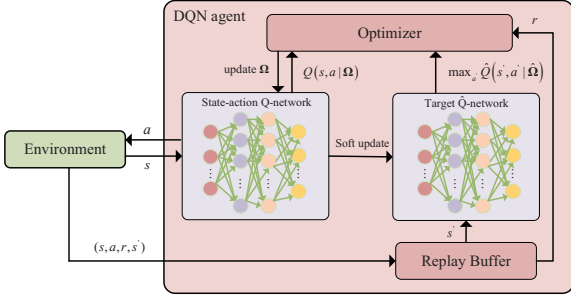 DQN agent
r
Optimizer
update Ω
Q(s,a|Ω)
max_a' Q̂(s',a'|Ω̂)
State-action Q-network
Target Q̂-network
a
Environment
s
Soft update
s'
(s,a,r,s')
Replay Buffer